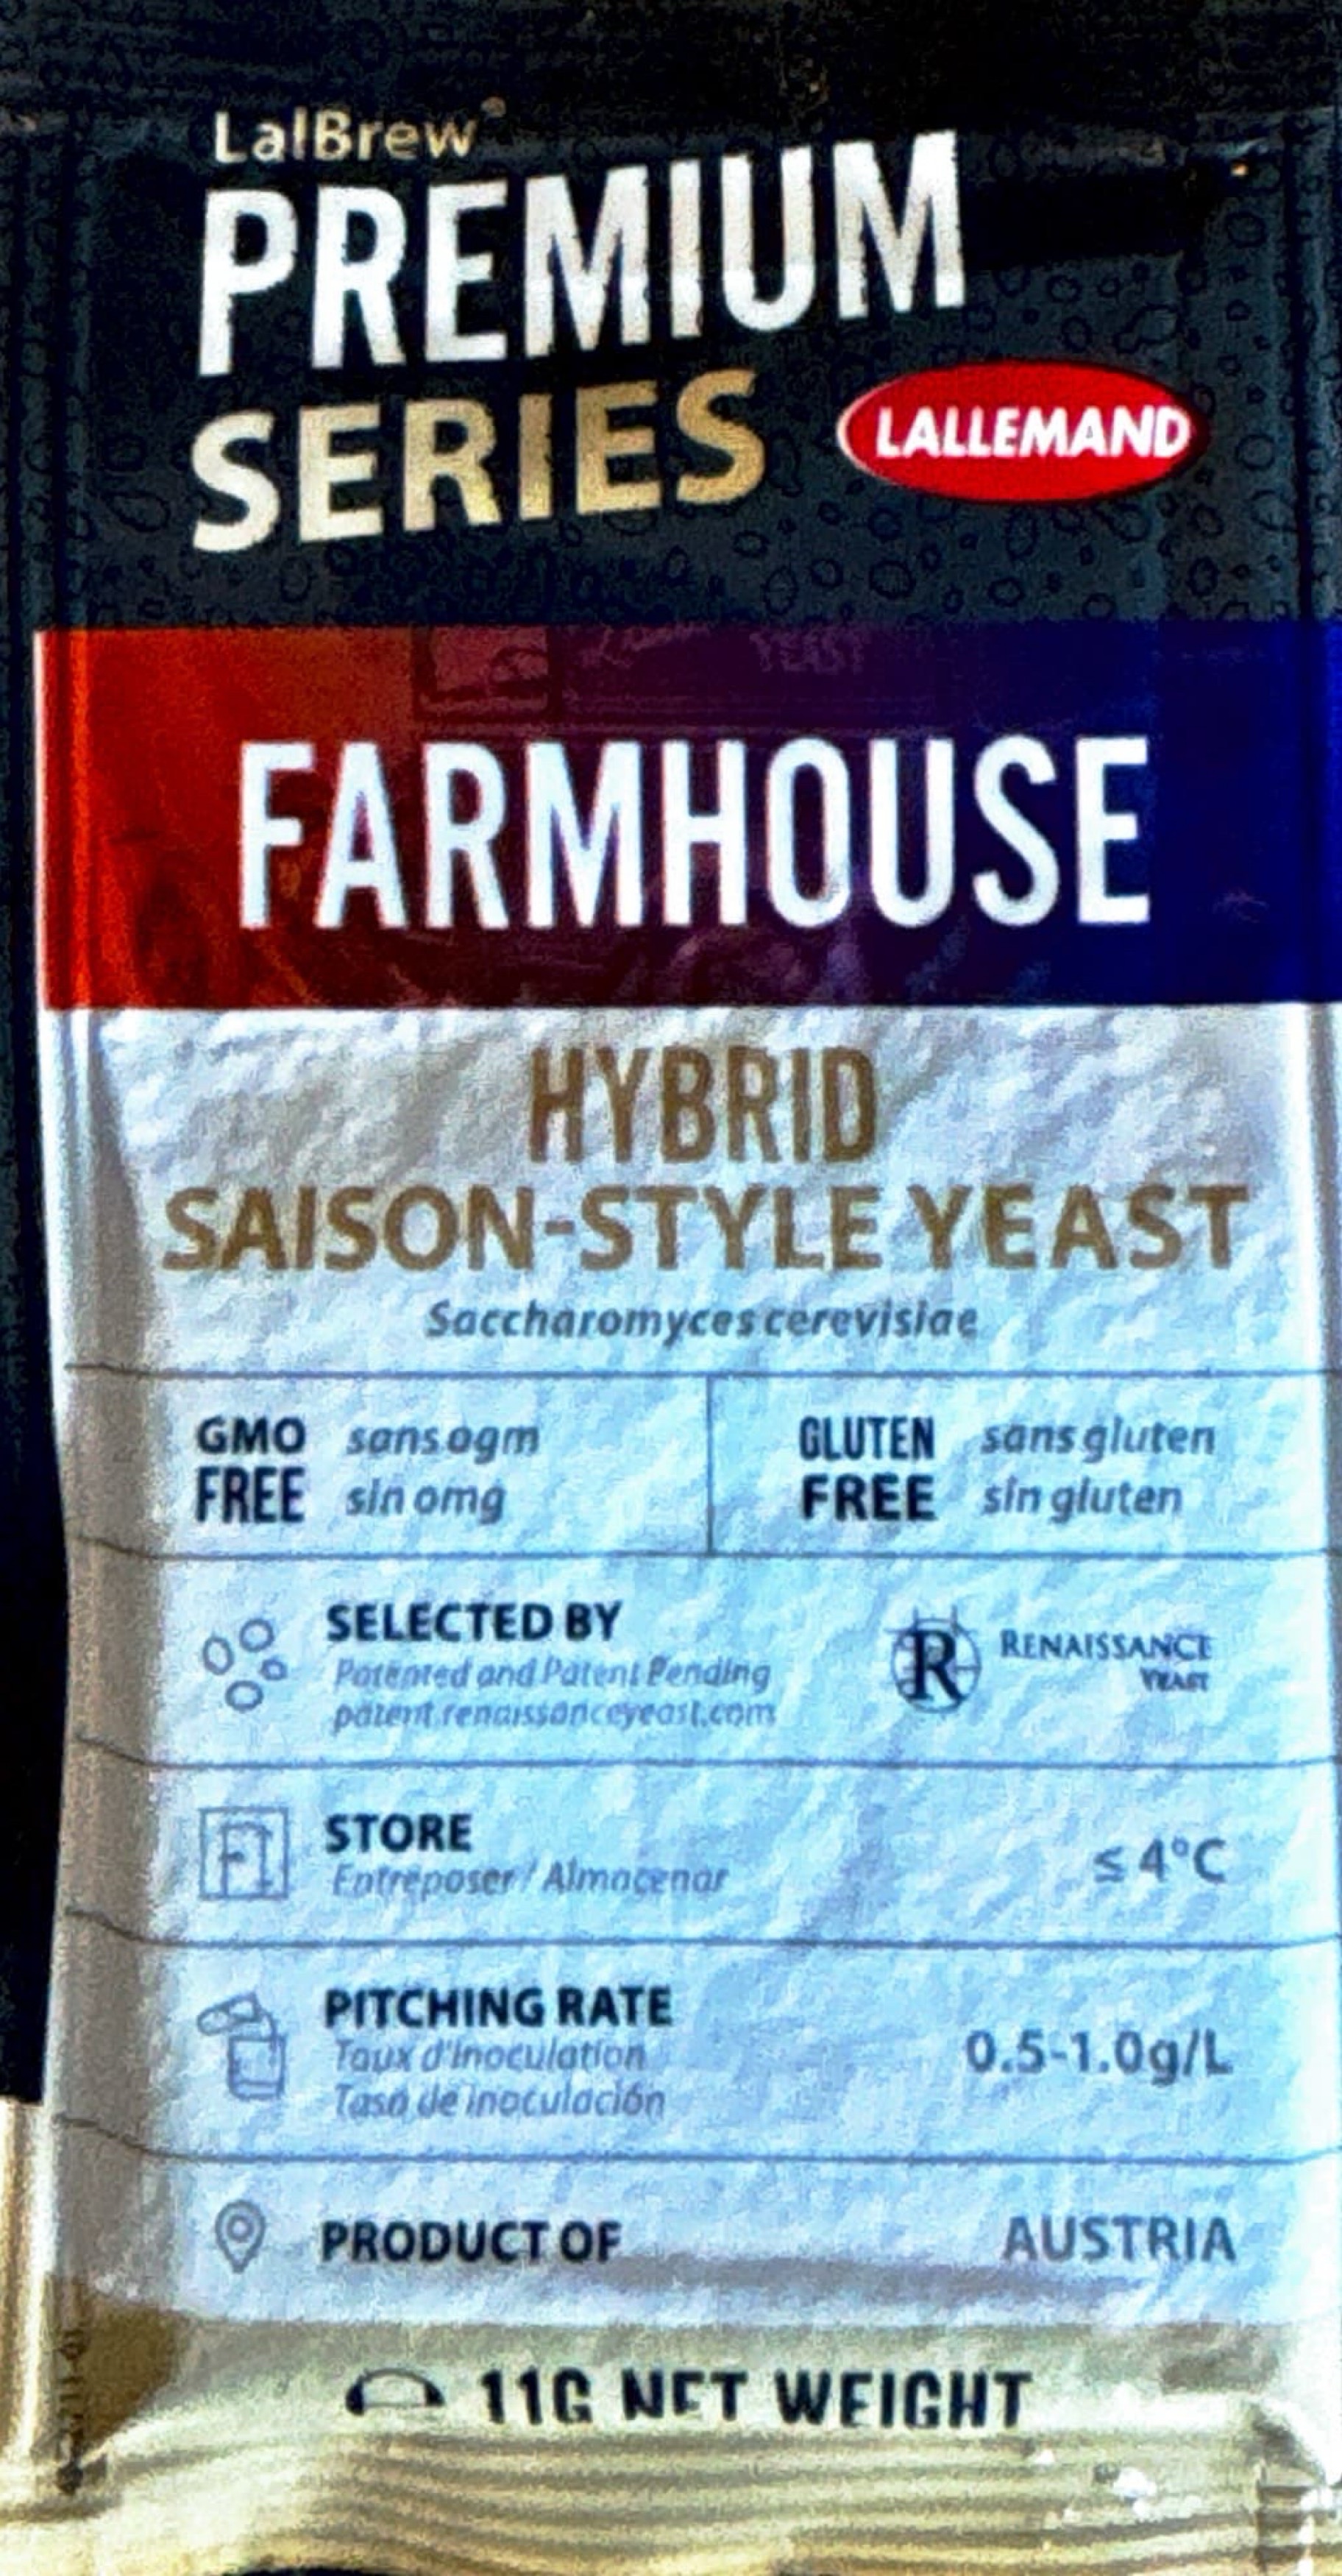 LalBrew
PREMIUM
SERIES
LALLEMAND
YEAST
FARMHOUSE
HYBRID
SAISON-STYLE YEAST
Saccharomyces cerevisiae
GMO
FREE
sans ogm
sin omg
GLUTEN
FREE
sans gluten
sin gluten
SELECTED BY
Patented and Patent Pending
patent.renaissanceyeast.com
R
RENAISSANCE
YEAST
STORE
Entreposer / Almacenar
≤ 4°C
PITCHING RATE
Taux d'inoculation
Tasa de inoculación
0.5-1.0g/L
PRODUCT OF
AUSTRIA
11G NET WEIGHT